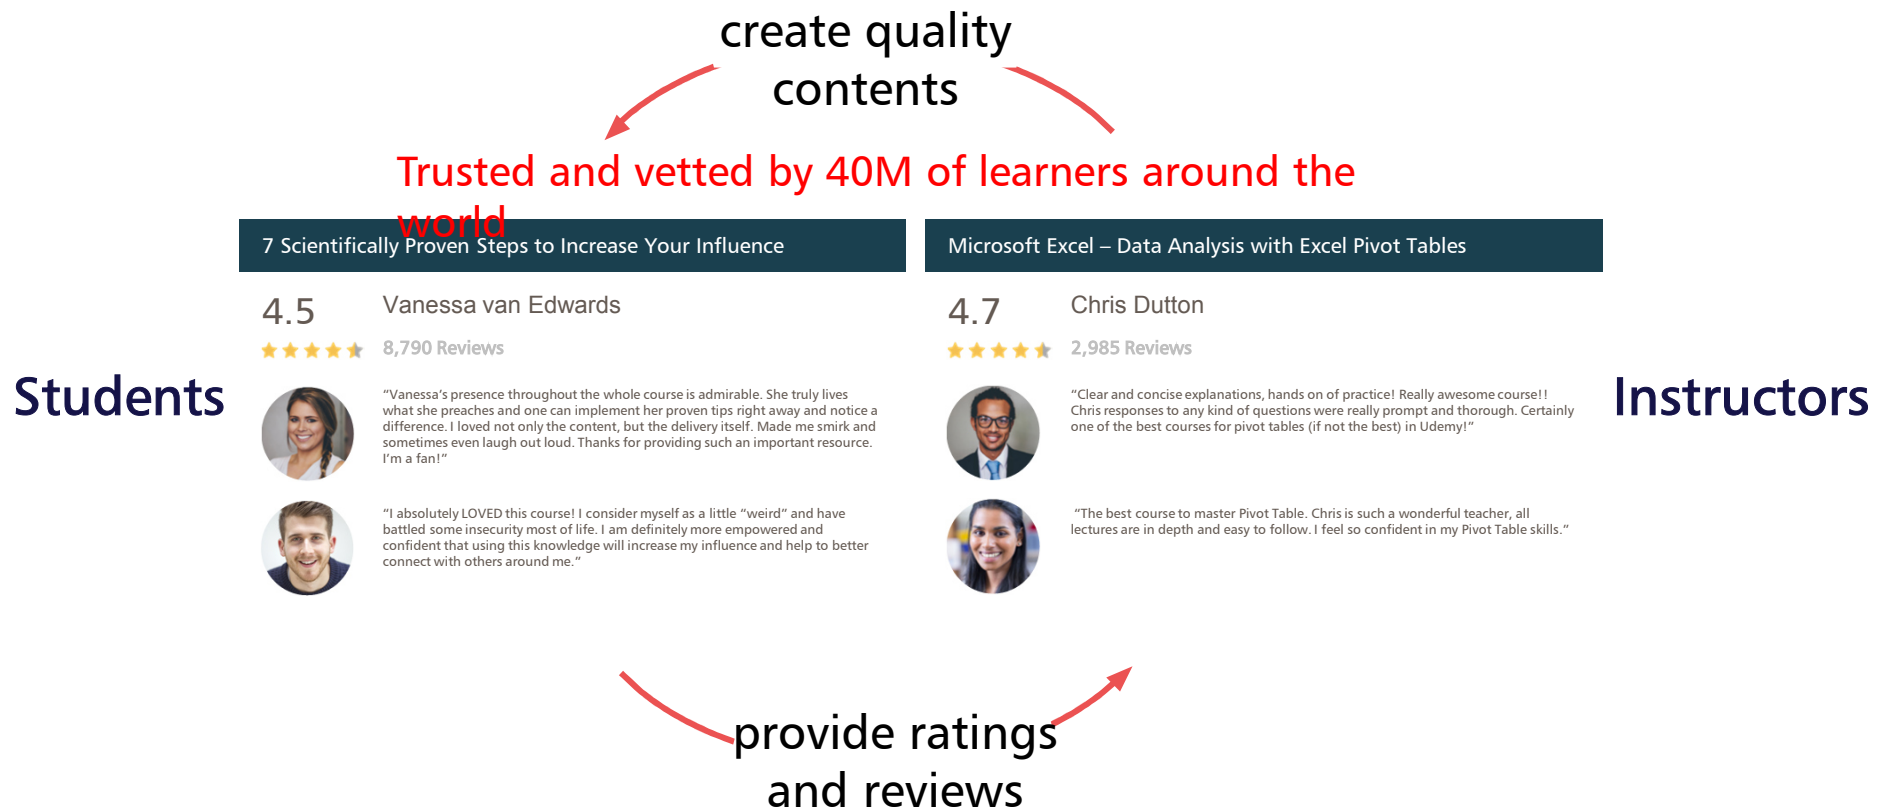 create quality
contents
Trusted and vetted by 40M of learners around the
world
7 Scientifically Proven Steps to Increase Your Influence
4.5
Vanessa van Edwards
8,790 Reviews
“Vanessa’s presence throughout the whole course is admirable. She truly lives
what she preaches and one can implement her proven tips right away and notice a
difference. I loved not only the content, but the delivery itself. Made me smirk and
sometimes even laugh out loud. Thanks for providing such an important resource.
I’m a fan!”
“I absolutely LOVED this course! I consider myself as a little “weird” and have
battled some insecurity most of life. I am definitely more empowered and
confident that using this knowledge will increase my influence and help to better
connect with others around me.”
Microsoft Excel – Data Analysis with Excel Pivot Tables
4.7
Chris Dutton
2,985 Reviews
“Clear and concise explanations, hands on of practice! Really awesome course!!
Chris responses to any kind of questions were really prompt and thorough. Certainly
one of the best courses for pivot tables (if not the best) in Udemy!”
“The best course to master Pivot Table. Chris is such a wonderful teacher, all
lectures are in depth and easy to follow. I feel so confident in my Pivot Table skills.”
Students
Instructors
provide ratings
and reviews